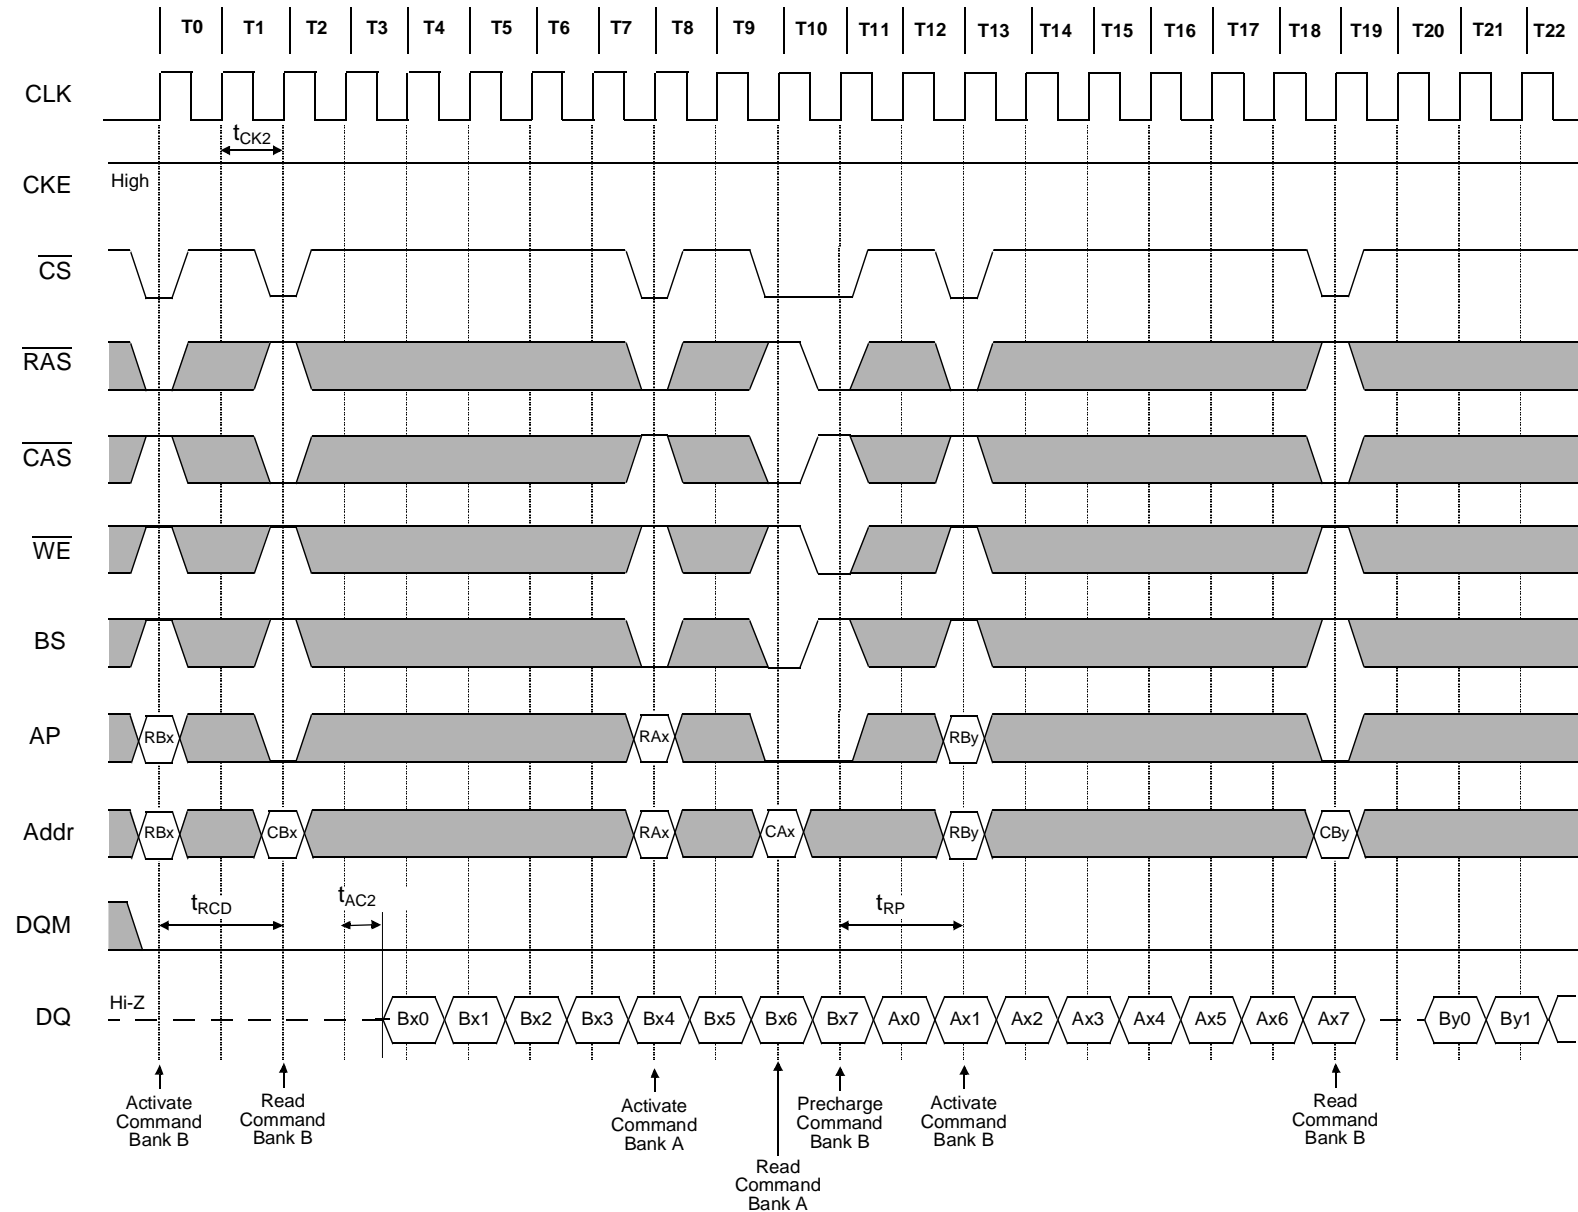 T0 T1 T2 T3 T4 T5 T6 T7 T8 T9 T10 T11 T12 T13 T14 T15 T16 T17 T18 T19 T20 T21 T22
CLK
tCK2
CKE High
CS
RAS
CAS
WE
BS
AP RBx RAx RBy
Addr RBx CBx RAx CAx RBy CBy
tRCD tAC2 tRP
DQM
Hi-Z
DQ Bx0 Bx1 Bx2 Bx3 Bx4 Bx5 Bx6 Bx7 Ax0 Ax1 Ax2 Ax3 Ax4 Ax5 Ax6 Ax7 By0 By1
Activate
Command
Bank B
Read
Command
Bank B
Activate
Command
Bank A
Read
Command
Bank A
Precharge
Command
Bank B
Activate
Command
Bank B
Read
Command
Bank B